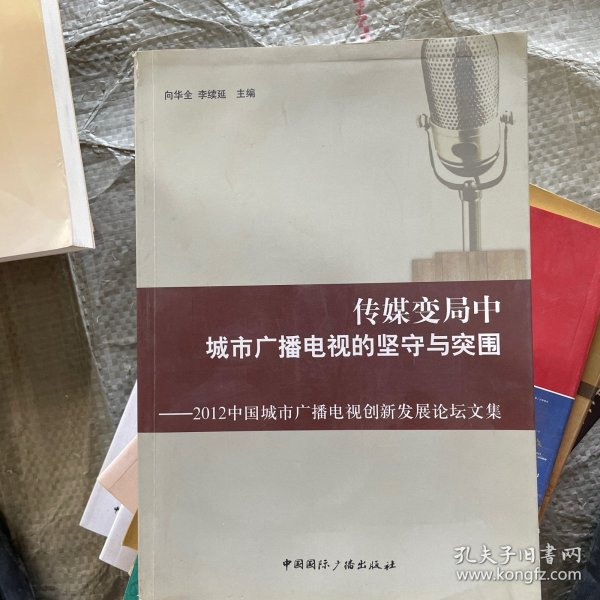 向华全 李续延 主编
传媒变局中
城市广播电视的坚守与突围
——2012中国城市广播电视创新发展论坛文集
中国国际广播出版社
孔夫子旧书网
www.kongfz.com